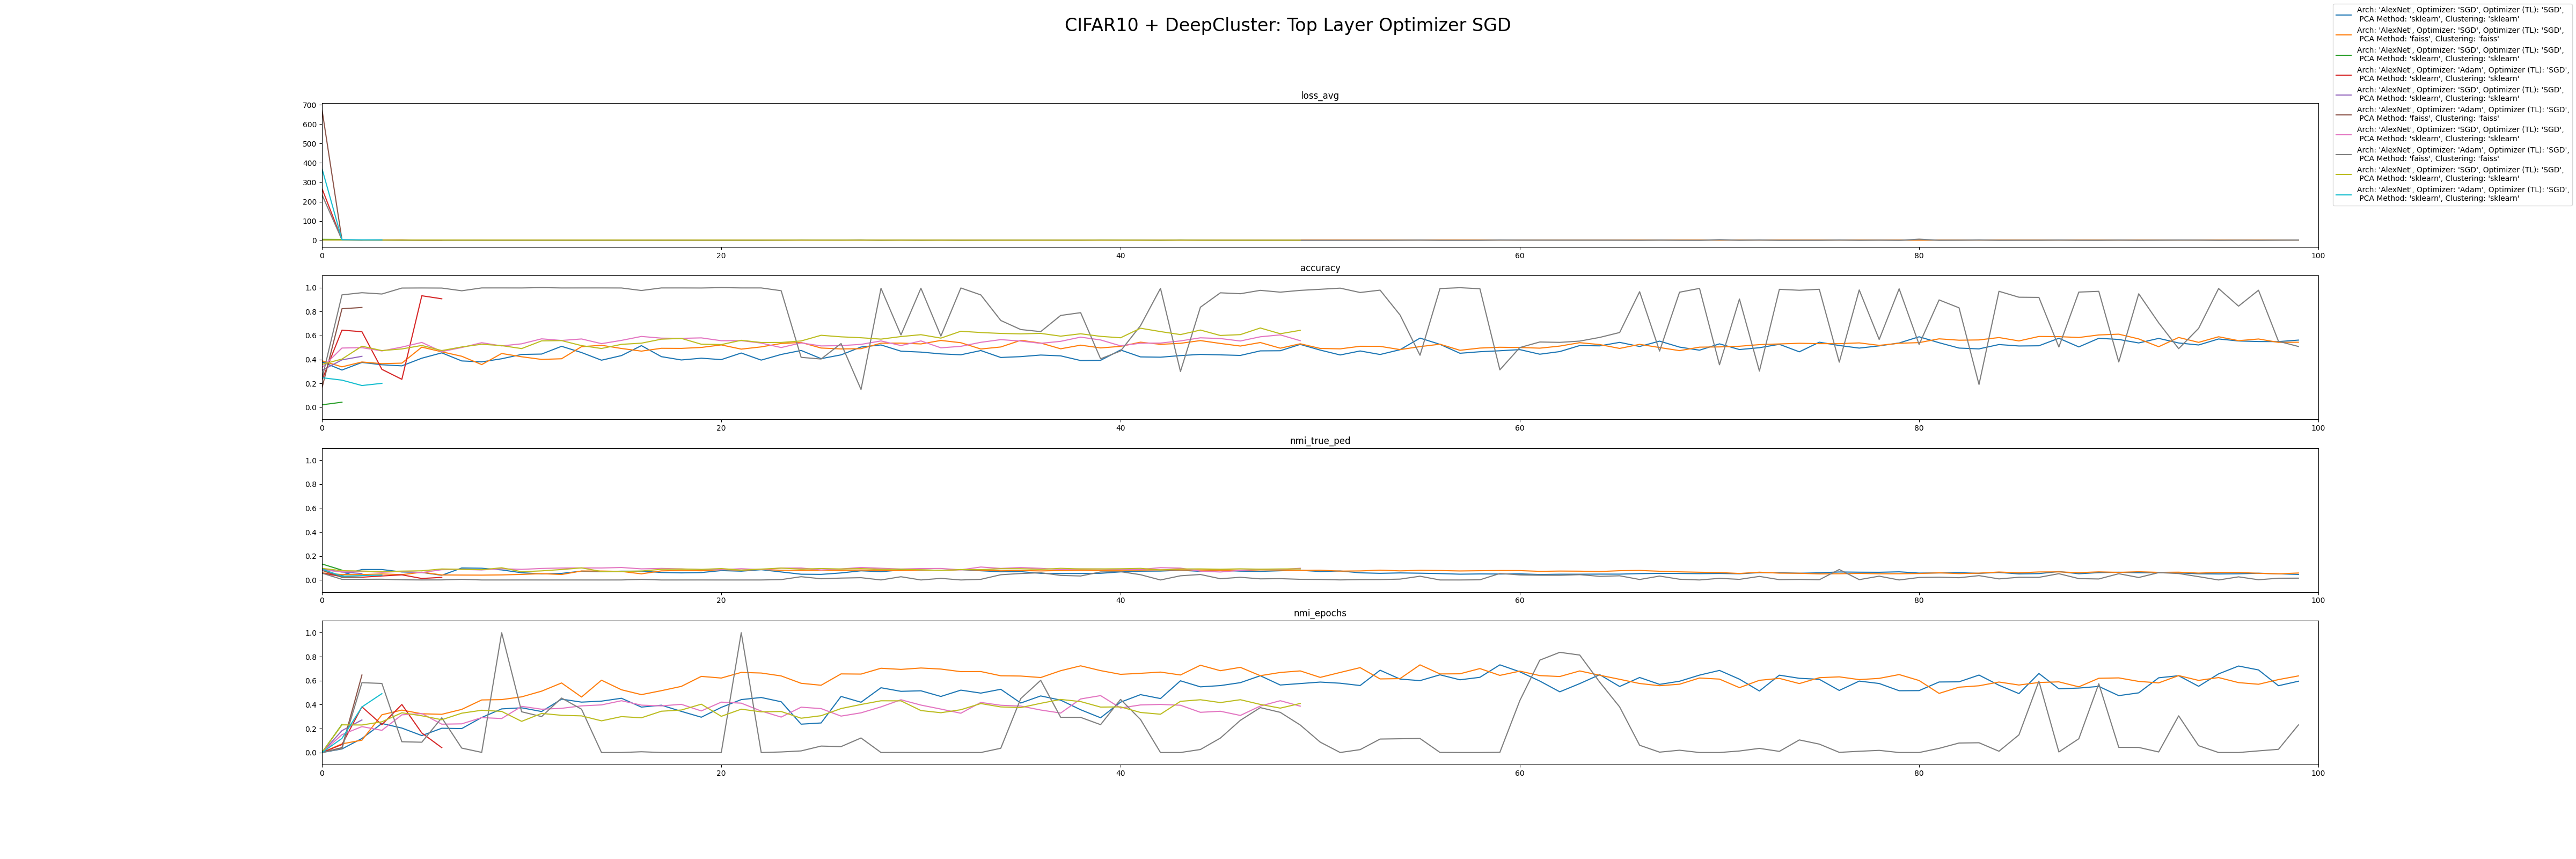 CIFAR10 + DeepCluster: Top Layer Optimizer SGD
Arch: 'AlexNet', Optimizer: 'SGD', Optimizer (TL): 'SGD',
PCA Method: 'sklearn', Clustering: 'sklearn'
Arch: 'AlexNet', Optimizer: 'SGD', Optimizer (TL): 'SGD',
PCA Method: 'faiss', Clustering: 'faiss'
Arch: 'AlexNet', Optimizer: 'SGD', Optimizer (TL): 'SGD',
PCA Method: 'sklearn', Clustering: 'sklearn'
Arch: 'AlexNet', Optimizer: 'Adam', Optimizer (TL): 'SGD',
PCA Method: 'sklearn', Clustering: 'sklearn'
Arch: 'AlexNet', Optimizer: 'SGD', Optimizer (TL): 'SGD',
PCA Method: 'sklearn', Clustering: 'sklearn'
Arch: 'AlexNet', Optimizer: 'Adam', Optimizer (TL): 'SGD',
PCA Method: 'faiss', Clustering: 'faiss'
Arch: 'AlexNet', Optimizer: 'SGD', Optimizer (TL): 'SGD',
PCA Method: 'sklearn', Clustering: 'sklearn'
Arch: 'AlexNet', Optimizer: 'Adam', Optimizer (TL): 'SGD',
PCA Method: 'faiss', Clustering: 'faiss'
Arch: 'AlexNet', Optimizer: 'SGD', Optimizer (TL): 'SGD',
PCA Method: 'sklearn', Clustering: 'sklearn'
Arch: 'AlexNet', Optimizer: 'Adam', Optimizer (TL): 'SGD',
PCA Method: 'sklearn', Clustering: 'sklearn'
loss_avg
700
600
500
400
300
200
100
0
0 20 40 60 80 100
accuracy
1.0
0.8
0.6
0.4
0.2
0.0
0 20 40 60 80 100
nmi_true_ped
1.0
0.8
0.6
0.4
0.2
0.0
0 20 40 60 80 100
nmi_epochs
1.0
0.8
0.6
0.4
0.2
0.0
0 20 40 60 80 100